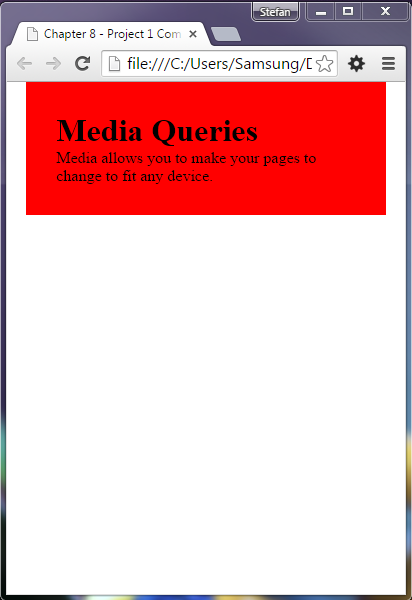 Stefan
Chapter 8 - Project 1 Com
file:///C:/Users/Samsung/D
Media Queries
Media allows you to make your pages to
change to fit any device.